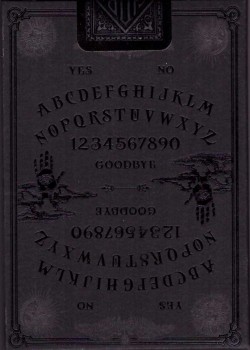 YES NO
ABCDEFGHIJKLM
NOPQRSTUVWXYZ
1234567890
GOODBYE
GOODBYE
1234567890
NOPQRSTUVWXYZ
ABCDEFGHIJKLM
YES NO